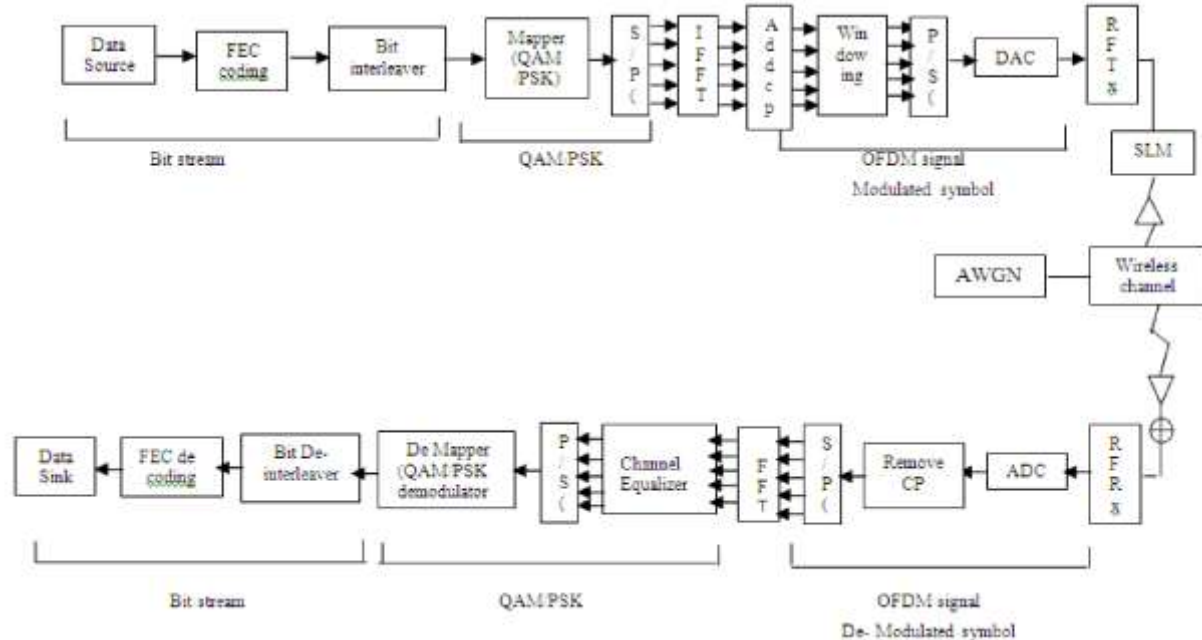 Data
Source
FEC
coding
Bit
interleaver
Mapper
(QAM
PSK)
S
/
P
(
I
F
F
T
A
d
d
c
p
Win
dow
ing
P
/
S
(
DAC
R
F
T
x
Bit stream
QAM/PSK
OFDM signal
Modulated symbol
SLM
AWGN
Wireless
channel
Data
Sink
FEC de
coding
Bit De-
interleaver
De Mapper
(QAM/PSK
demodulator
P
/
S
(
Channel
Equalizer
F
F
T
S
/
P
(
Remove
CP
ADC
R
F
R
x
Bit stream
QAM/PSK
OFDM signal
De- Modulated symbol